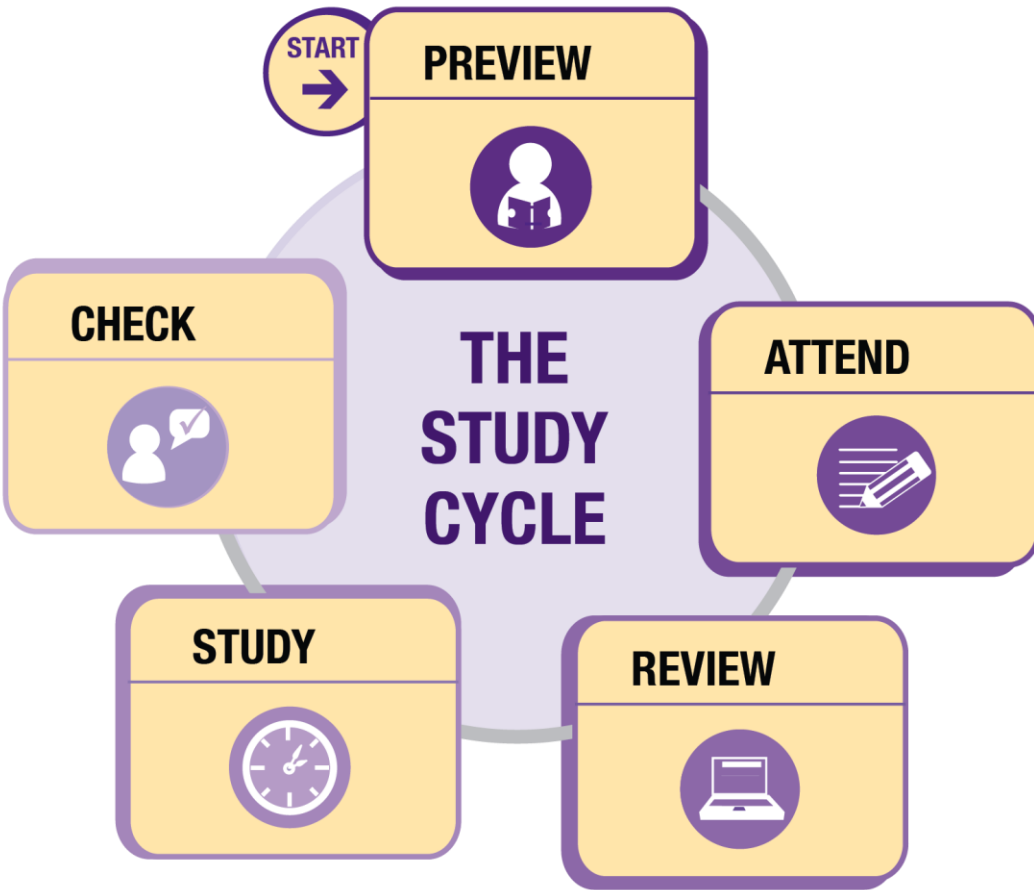 START
PREVIEW
THE
STUDY
CYCLE
ATTEND
REVIEW
STUDY
CHECK